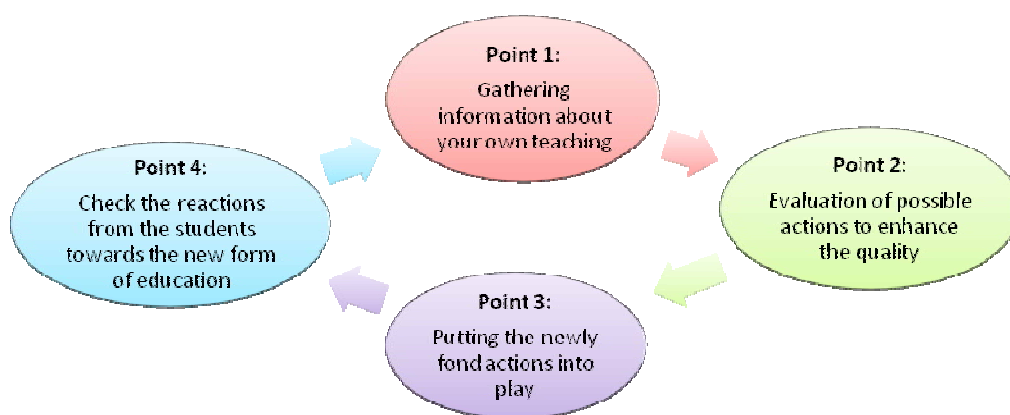 Point 1:
Gathering
information about
your own teaching
Point 2:
Evaluation of possible
actions to enhance
the quality
Point 3:
Putting the newly
fond actions into
play
Point 4:
Check the reactions
from the students
towards the new form
of education